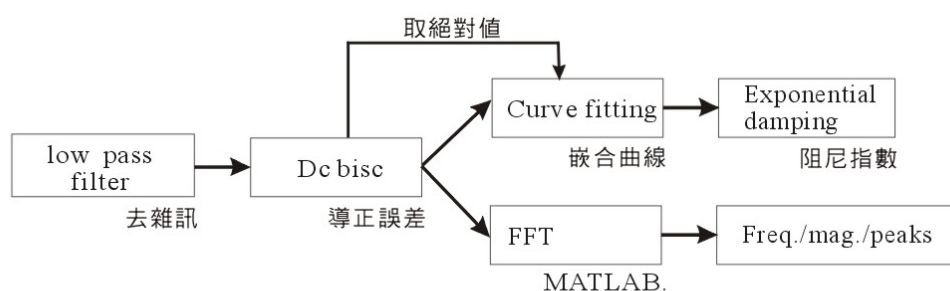 取絕對值
low pass
filter
去雜訊
Dc bisc
導正誤差
Curve fitting
嵌合曲線
Exponential
damping
阻尼指數
FFT
MATLAB.
Freq./mag./peaks